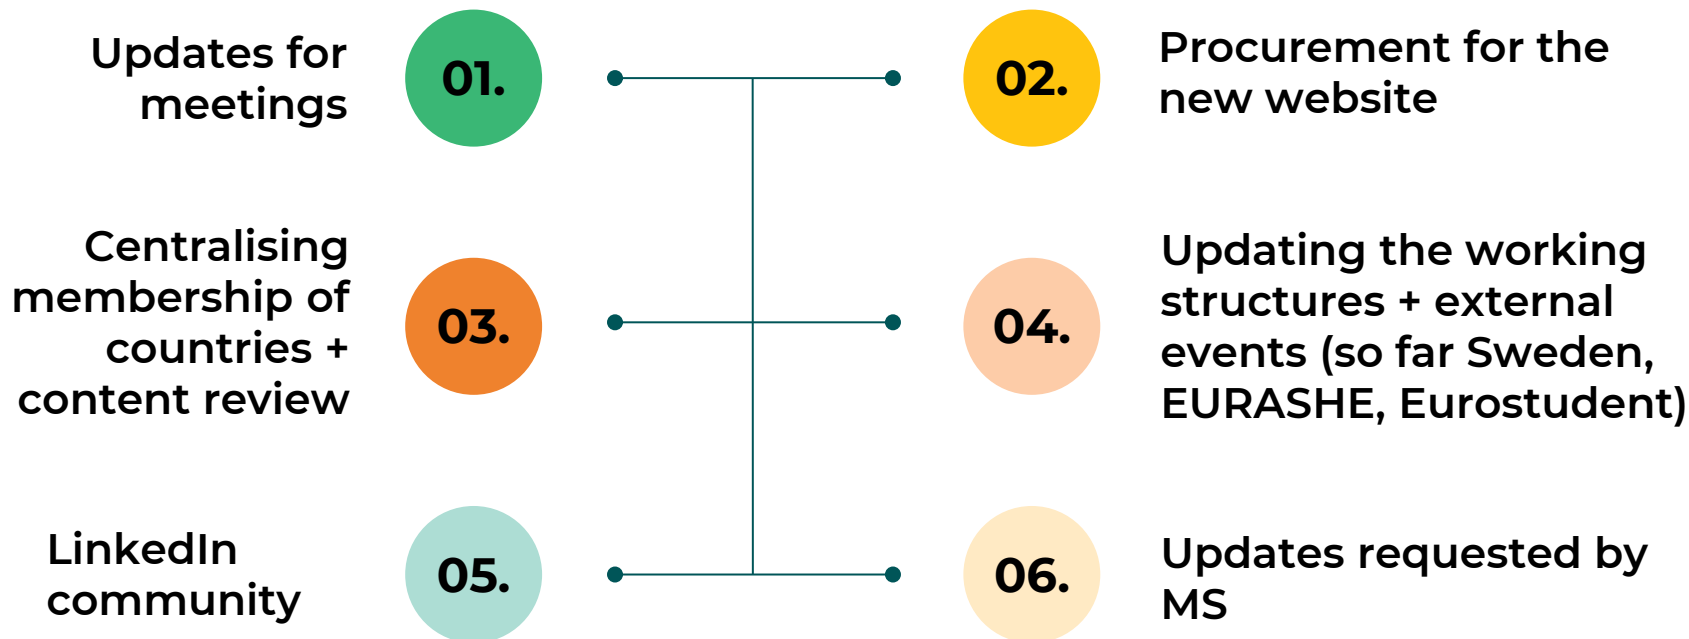 Updates for
meetings
01.
02.
Procurement for the
new website
Centralising
membership of
countries +
content review
03.
04.
Updating the working
structures + external
events (so far Sweden,
EURASHE, Eurostudent)
LinkedIn
community
05.
06.
Updates requested by
MS